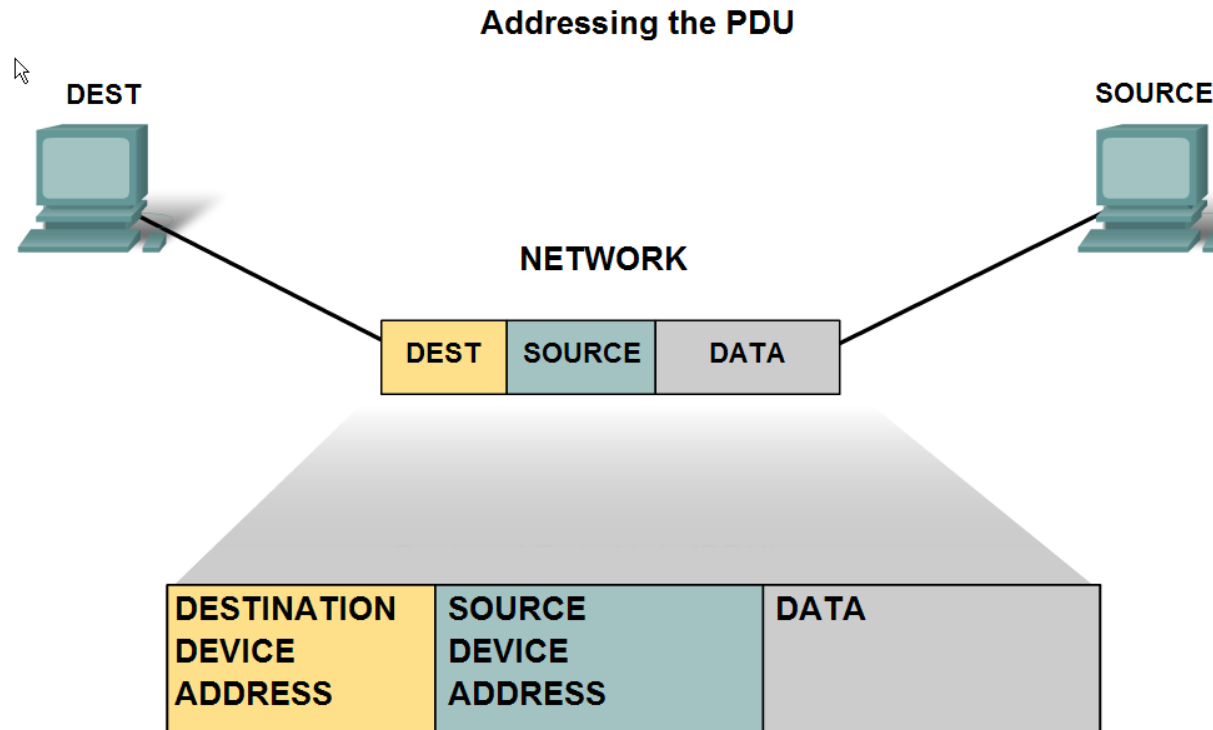 Addressing the PDU
DEST
SOURCE
NETWORK
DEST SOURCE DATA
DESTINATION
DEVICE
ADDRESS
SOURCE
DEVICE
ADDRESS
DATA